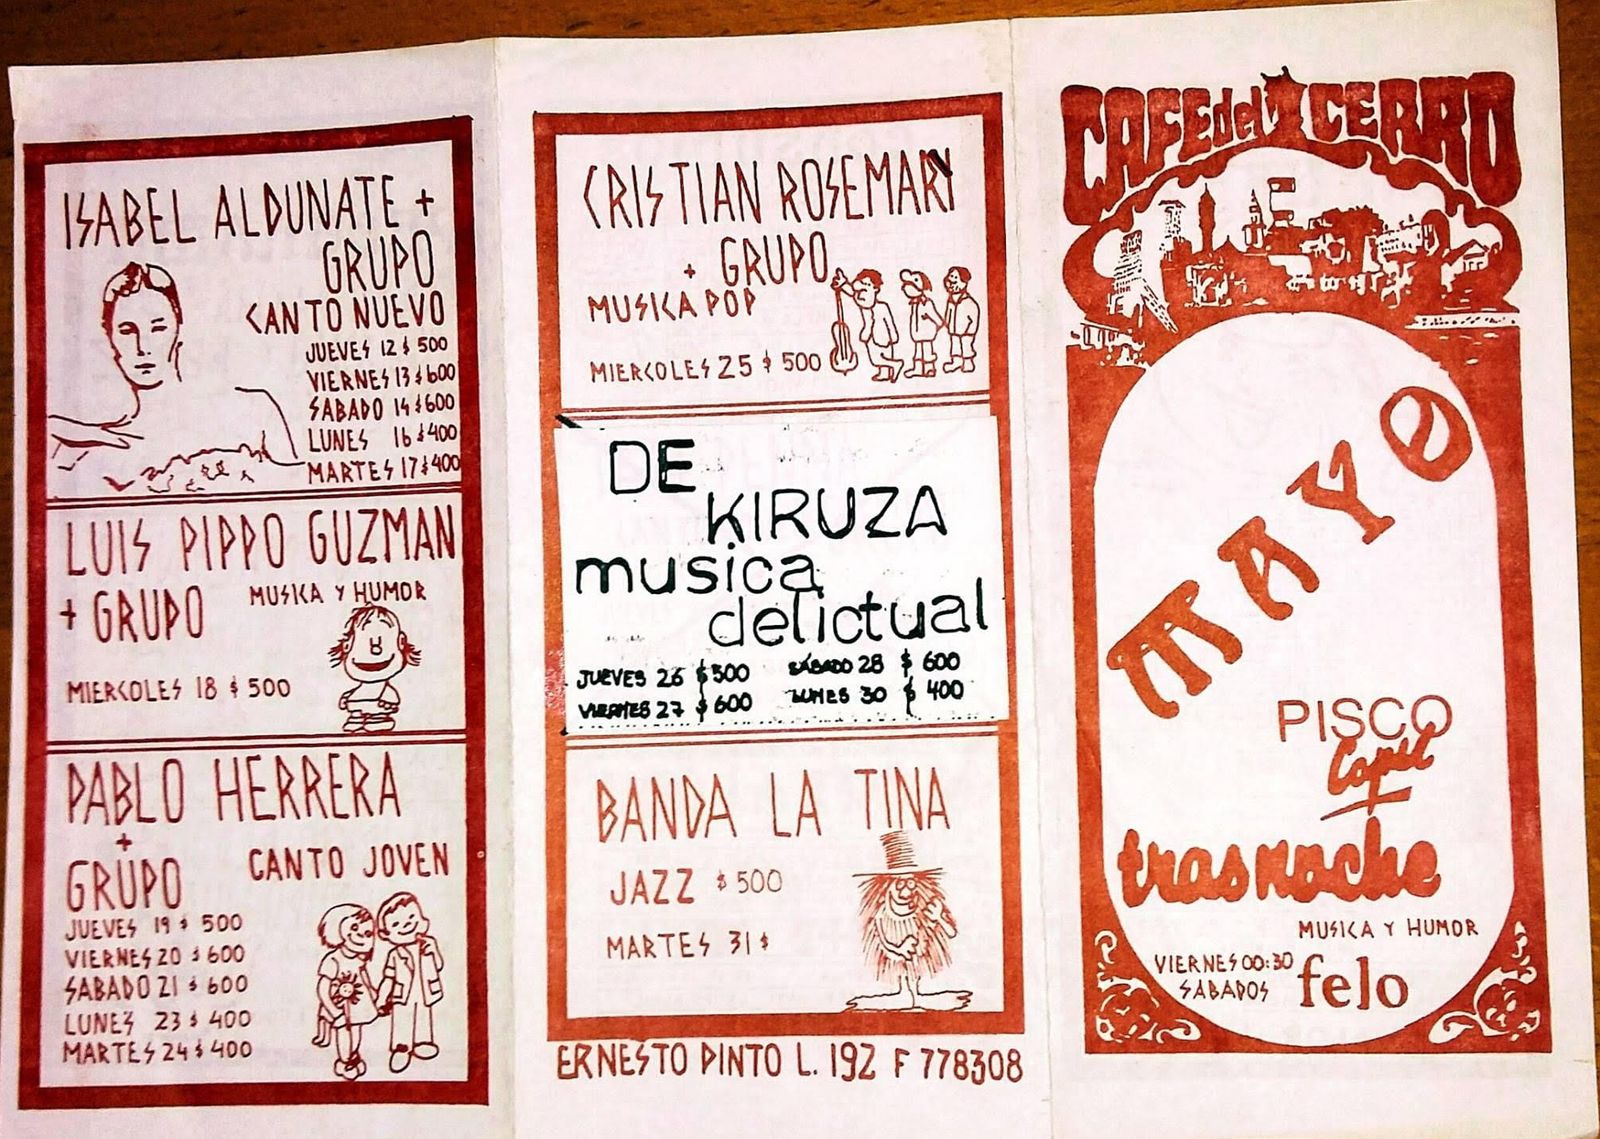 ISABEL ALDUNATE +
GRUPO
CANTO NUEVO
JUEVES 12 $ 500
VIERNES 13 $ 600
SABADO 14 $ 600
LUNES 16 $ 400
MARTES 17 $ 400
LUIS PIPPO GUZMAN
+ GRUPO MUSICA Y HUMOR
MIERCOLES 18 $ 500
PABLO HERRERA
+
GRUPO CANTO JOVEN
JUEVES 19 $ 500
VIERNES 20 $ 600
SABADO 21 $ 600
LUNES 23 $ 400
MARTES 24 $ 400
CRISTIAN ROSEMARY
+ GRUPO
MUSICA POP
MIERCOLES 25 $ 500
DE
KIRUZA
musica
delictual
JUEVES 26 $ 500 SÁBADO 28 $ 600
VIERNES 27 $ 600 LUNES 30 $ 400
BANDA LA TINA
JAZZ $ 500
MARTES 31 $
ERNESTO PINTO L. 192 F 778308
CAFE del CERRO
MAYO
PISCO
Capel
trasnoche
MUSICA Y HUMOR
VIERNES 00:30 felo
SABADOS